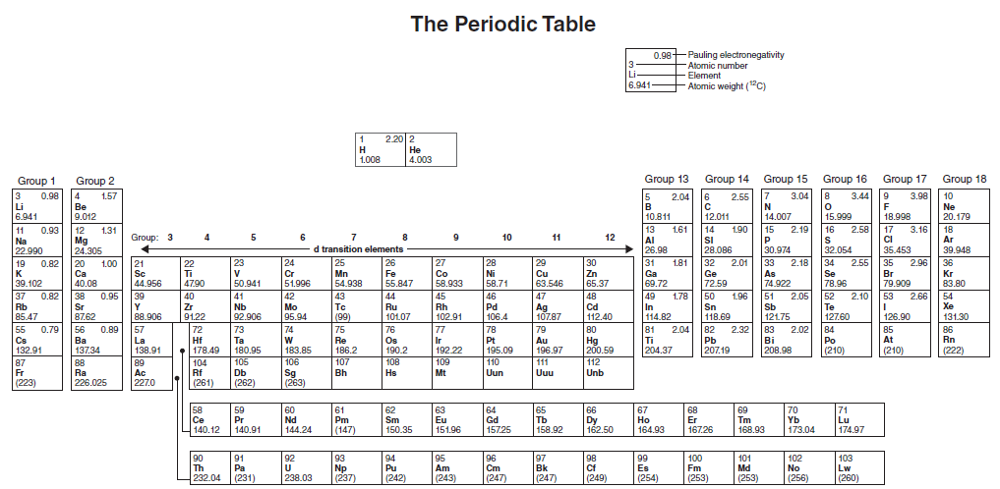 The Periodic Table
0.98 Pauling electronegativity
3 Atomic number
Li Element
6.941 Atomic weight (¹²C)
1 2.20 2
H He
1.008 4.003
Group 1 Group 2 Group 13 Group 14 Group 15 Group 16 Group 17 Group 18
3 0.98 4 1.57 5 2.04 6 2.55 7 3.04 8 3.44 9 3.98 10
Li Be B C N O F Ne
6.941 9.012 10.811 12.011 14.007 15.999 18.998 20.179
11 0.93 12 1.31 13 1.61 14 1.90 15 2.19 16 2.58 17 3.16 18
Na Mg Al Si P S Cl Ar
22.990 24.305 26.98 28.086 30.974 32.054 35.453 39.948
Group: 3 4 5 6 7 8 9 10 11 12
d transition elements
19 0.82 20 1.00 21 22 23 24 25 26 27 28 29 30 31 1.81 32 2.01 33 2.18 34 2.55 35 2.96 36
K Ca Sc Ti V Cr Mn Fe Co Ni Cu Zn Ga Ge As Se Br Kr
39.102 40.08 44.956 47.90 50.941 51.996 54.938 55.847 58.933 58.71 63.546 65.37 69.72 72.59 74.922 78.96 79.909 83.80
37 0.82 38 0.95 39 40 41 42 43 44 45 46 47 48 49 1.78 50 1.96 51 2.05 52 2.10 53 2.66 54
Rb Sr Y Zr Nb Mo Tc Ru Rh Pd Ag Cd In Sn Sb Te I Xe
85.47 87.62 88.906 91.22 92.906 95.94 (99) 101.07 102.91 106.4 107.87 112.40 114.82 118.69 121.75 127.60 126.90 131.30
55 0.79 56 0.89 57 72 73 74 75 76 77 78 79 80 81 2.04 82 2.32 83 2.02 84 85 86
Cs Ba La Hf Ta W Re Os Ir Pt Au Hg Ti Pb Bi Po At Rn
132.91 137.34 138.91 178.49 180.95 183.85 186.2 190.2 192.22 195.09 196.97 200.59 204.37 207.19 208.98 (210) (210) (222)
87 88 89 104 105 106 107 108 109 110 111 112
Fr Ra Ac Rf Db Sg Bh Hs Mt Uun Uuu Unb
(223) 226.025 227.0 (261) (262) (263)
58 59 60 61 62 63 64 65 66 67 68 69 70 71
Ce Pr Nd Pm Sm Eu Gd Tb Dy Ho Er Tm Yb Lu
140.12 140.91 144.24 (147) 150.35 151.96 157.25 158.92 162.50 164.93 167.26 168.93 173.04 174.97
90 91 92 93 94 95 96 97 98 99 100 101 102 103
Th Pa U Np Pu Am Cm Bk Cf Es Fm Md No Lw
232.04 (231) 238.03 (237) (242) (243) (247) (247) (249) (254) (253) (253) (256) (260)